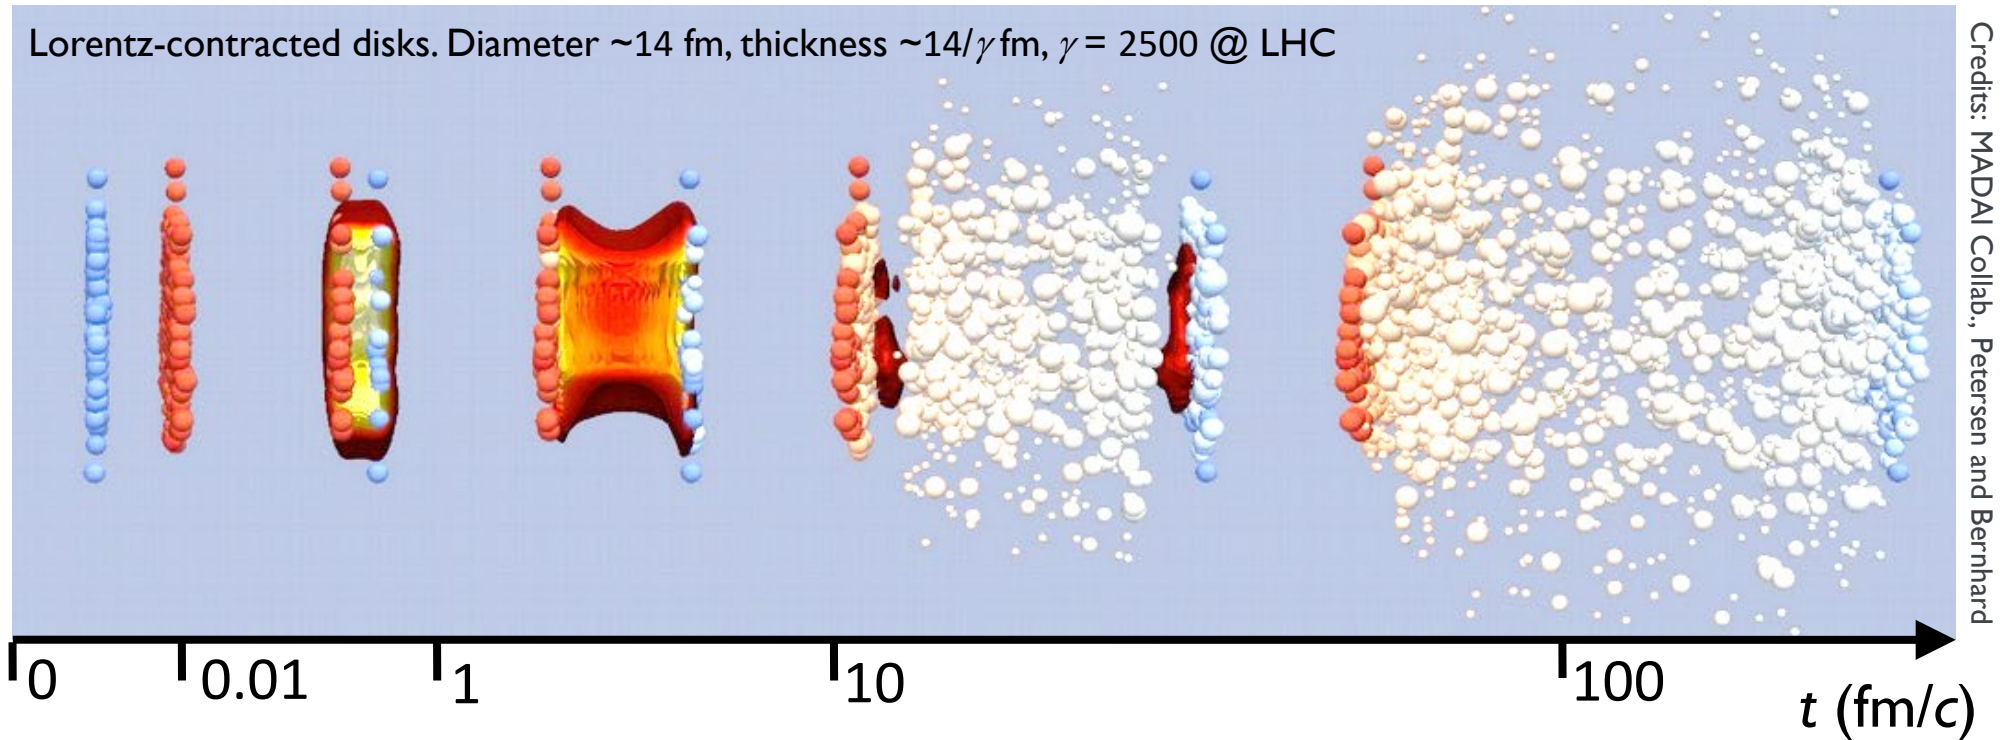 Lorentz-contracted disks. Diameter ~14 fm, thickness ~14/γ fm, γ = 2500 @ LHC
Credits: MADAI Collab., Petersen and Bernhard
0
0.01
1
10
100
t (fm/c)